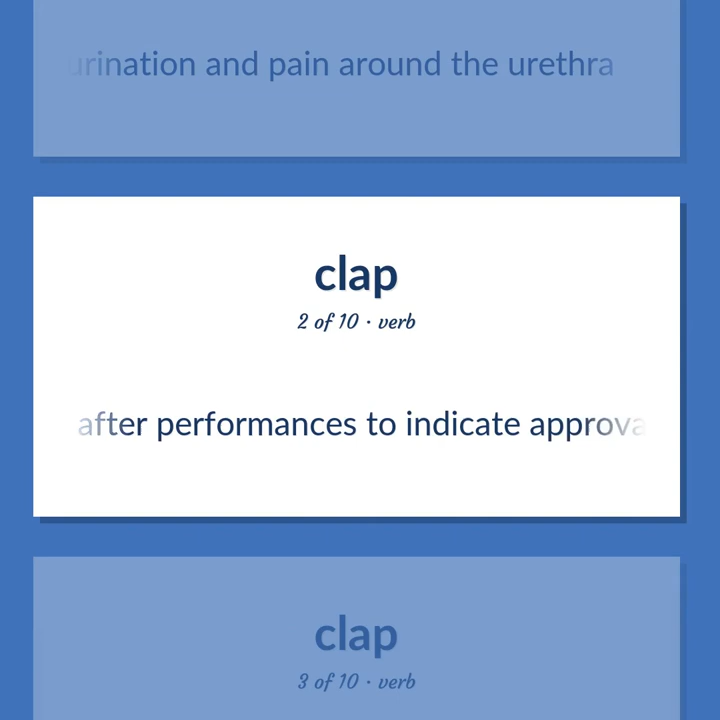 urination and pain around the urethra
clap
2 of 10 · verb
after performances to indicate approva
clap
3 of 10 · verb